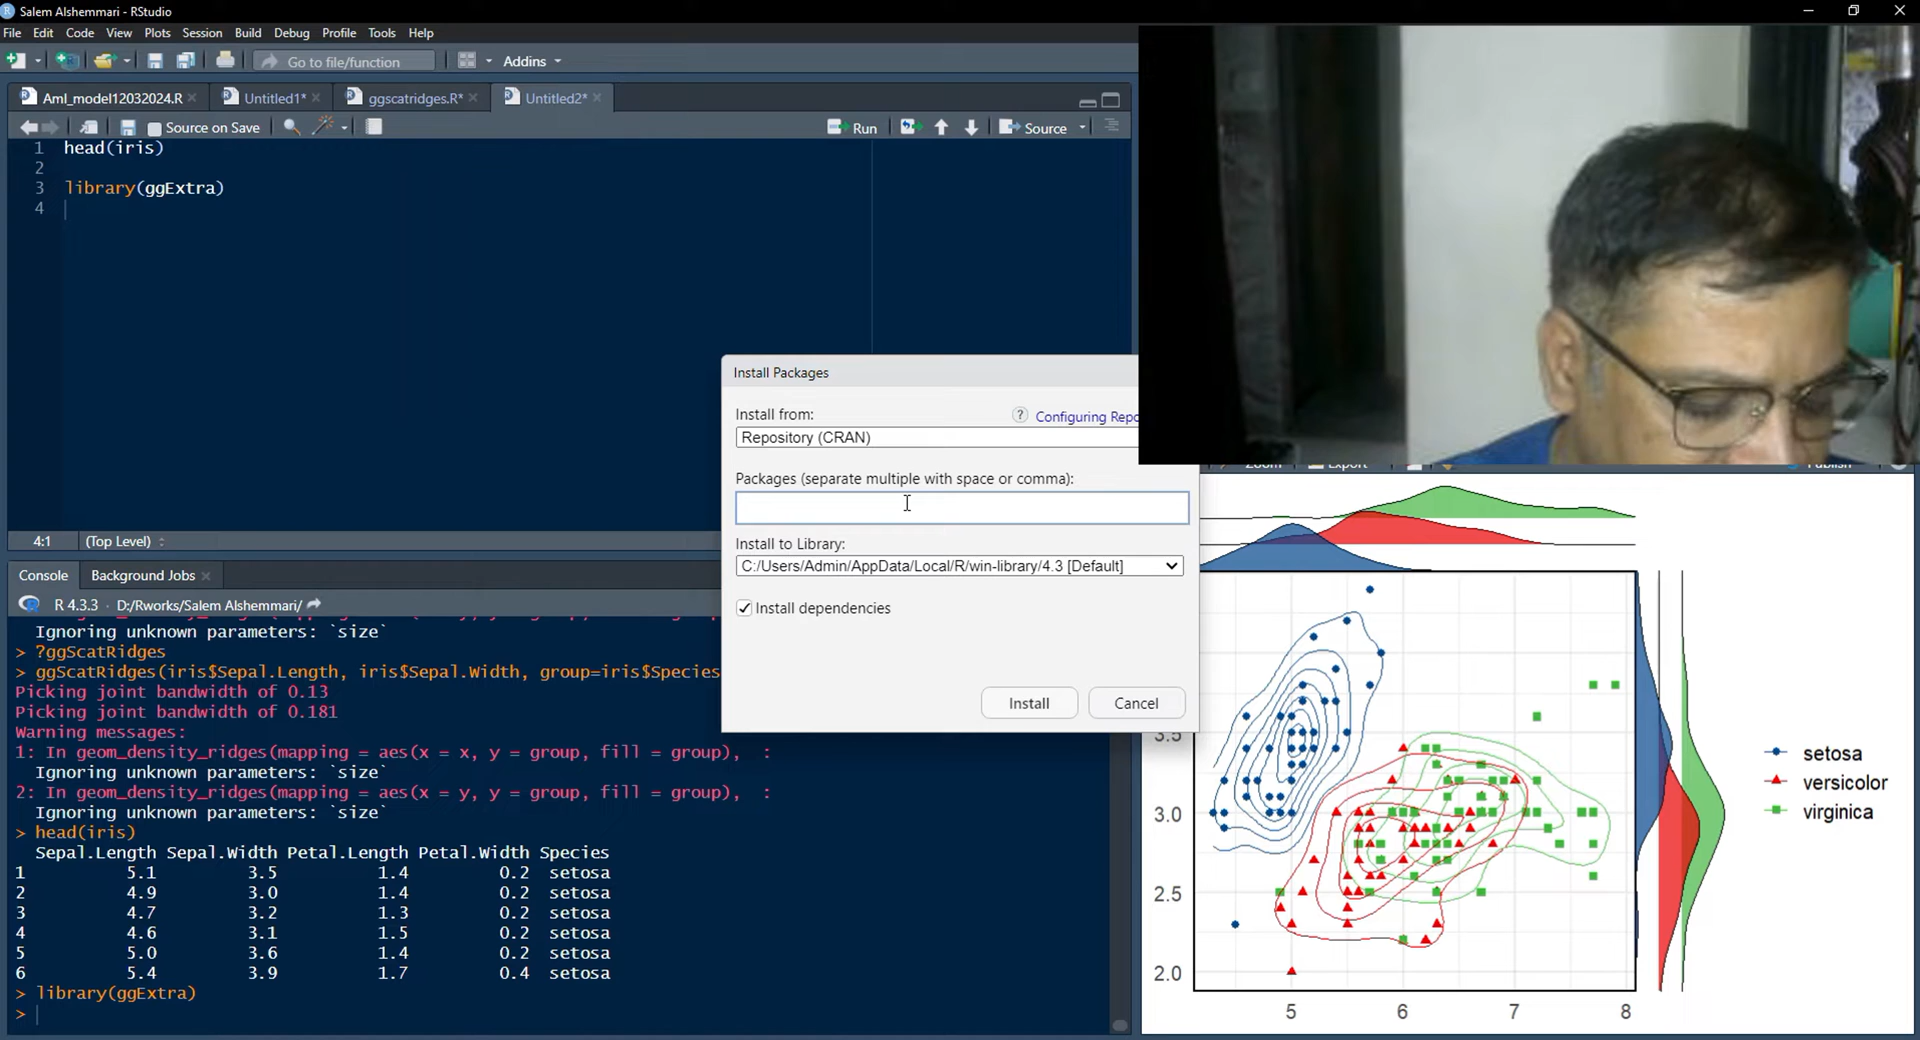 Salem Alshemmari - RStudio
File Edit Code View Plots Session Build Debug Profile Tools Help
Go to file/function
Addins
Aml_model12032024.R
Untitled1*
ggscatridges.R*
Untitled2*
Source on Save
Run
Source
1 head(iris)
2
3 library(ggExtra)
4
4:1 (Top Level)
Install Packages
Install from:
? Configuring Repo
Repository (CRAN)
Packages (separate multiple with space or comma):
Install to Library:
C:/Users/Admin/AppData/Local/R/win-library/4.3 [Default]
Install dependencies
Install
Cancel
Console
Background Jobs
R 4.3.3 · D:/Rworks/Salem Alshemmari/
Ignoring unknown parameters: `size`
> ?ggScatRidges
> ggScatRidges(iris$Sepal.Length, iris$Sepal.Width, group=iris$Species
Picking joint bandwidth of 0.13
Picking joint bandwidth of 0.181
Warning messages:
1: In geom_density_ridges(mapping = aes(x = x, y = group, fill = group), :
Ignoring unknown parameters: `size`
2: In geom_density_ridges(mapping = aes(x = y, y = group, fill = group), :
Ignoring unknown parameters: `size`
> head(iris)
Sepal.Length Sepal.Width Petal.Length Petal.Width Species
1 5.1 3.5 1.4 0.2 setosa
2 4.9 3.0 1.4 0.2 setosa
3 4.7 3.2 1.3 0.2 setosa
4 4.6 3.1 1.5 0.2 setosa
5 5.0 3.6 1.4 0.2 setosa
6 5.4 3.9 1.7 0.4 setosa
> library(ggExtra)
>
Zoom
Export
Publish
3.5
3.0
2.5
2.0
5 6 7 8
setosa
versicolor
virginica